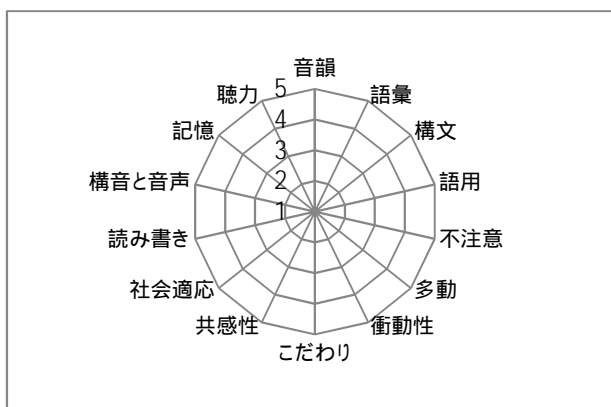 音韻
聴力
5
語彙
記憶
4
構文
3
構音と音声
2
語用
1
読み書き
不注意
社会適応
多動
共感性
衝動性
こだわり